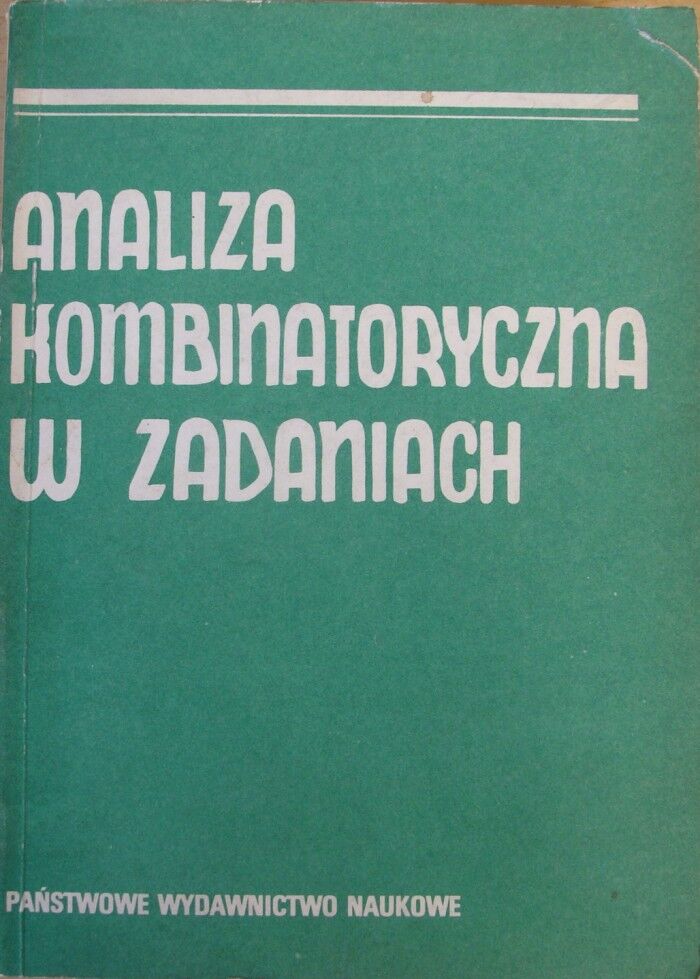 ANALIZA
KOMBINATORYCZNA
W ZADANIACH
PAŃSTWOWE WYDAWNICTWO NAUKOWE